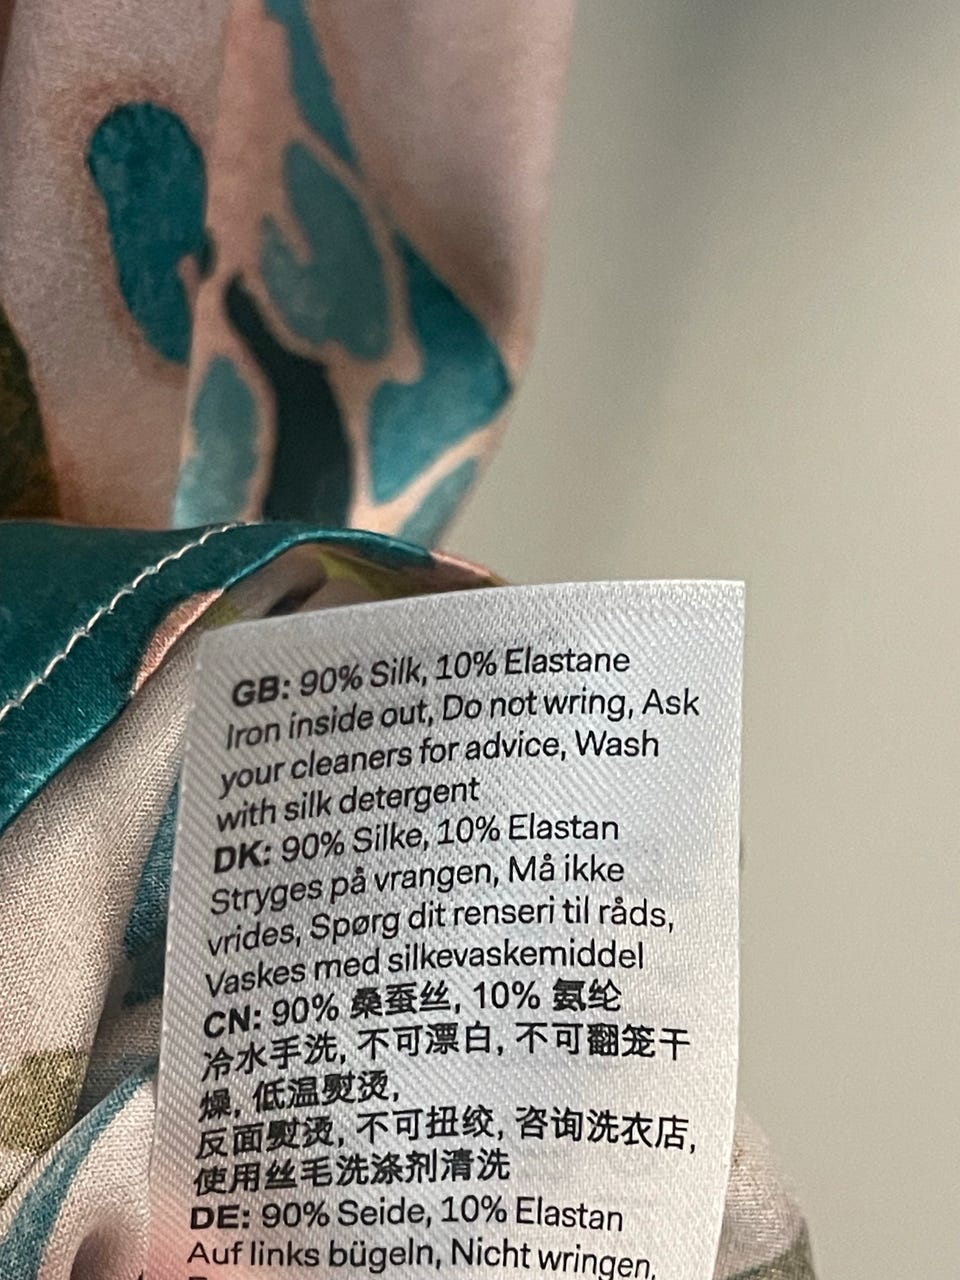 GB: 90% Silk, 10% Elastane
Iron inside out, Do not wring, Ask
your cleaners for advice, Wash
with silk detergent
DK: 90% Silke, 10% Elastan
Stryges på vrangen, Må ikke
vrides, Spørg dit renseri til råds,
Vaskes med silkevaskemiddel
CN: 90% 桑蚕丝, 10% 氨纶
冷水手洗, 不可漂白, 不可翻笼干
燥, 低温熨烫,
反面熨烫, 不可扭绞, 咨询洗衣店,
使用丝毛洗涤剂清洗
DE: 90% Seide, 10% Elastan
Auf links bügeln, Nicht wringen,